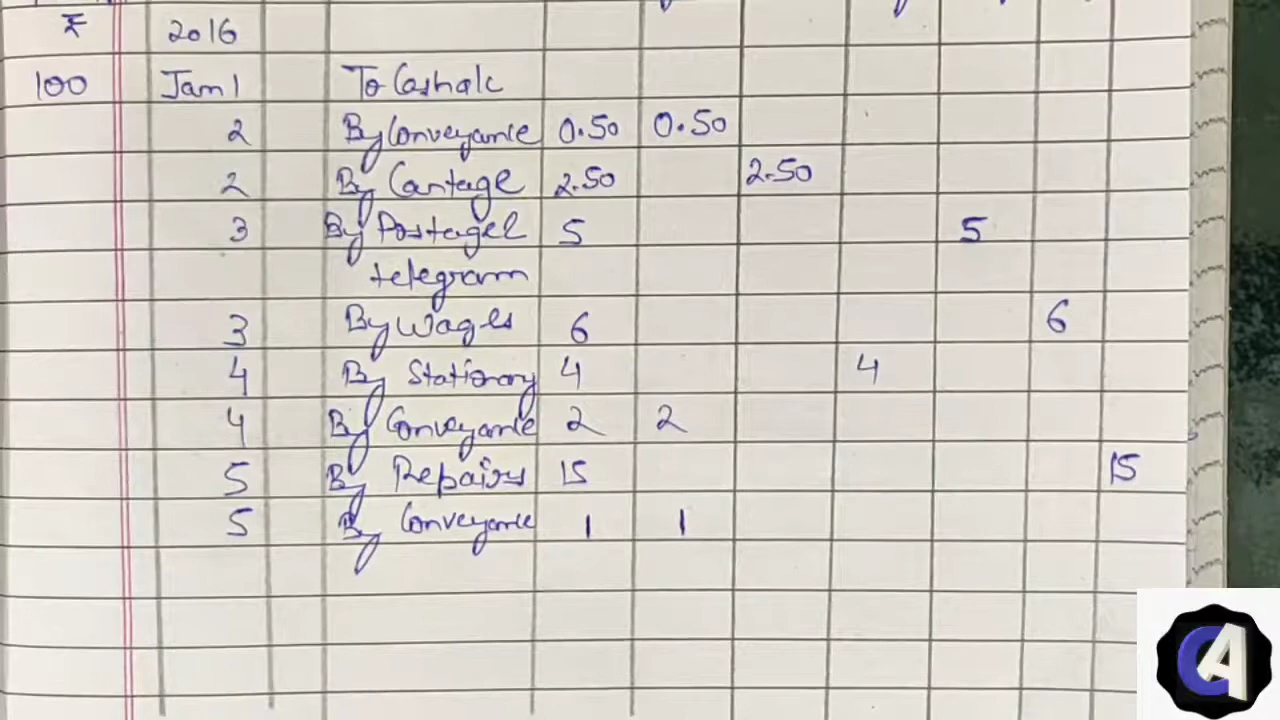 ₹ 2016
100 Jan 1 To Cash a/c
2 By Conveyance 0.50 0.50
2 By Cartage 2.50 2.50
3 By Postage & 5 5
telegram
3 By Wages 6 6
4 By Stationary 4 4
4 By Conveyance 2 2
5 By Repairs 15 15
5 By Conveyance 1 1
CA